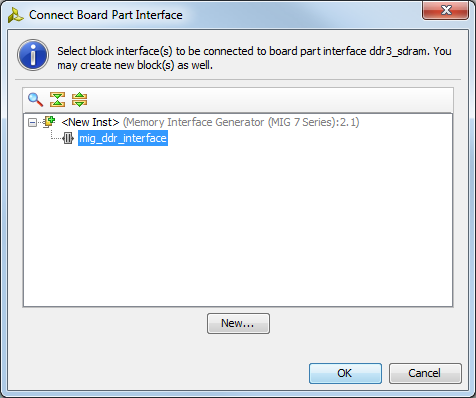 Connect Board Part Interface
Select block interface(s) to be connected to board part interface ddr3_sdram. You
may create new block(s) as well.
<New Inst> (Memory Interface Generator (MIG 7 Series):2.1)
mig_ddr_interface
New...
OK
Cancel